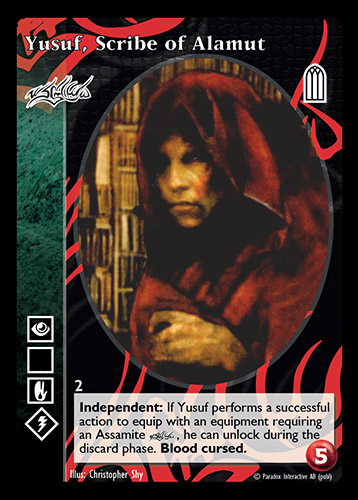 Yusuf, Scribe of Alamut
2
Independent: If Yusuf performs a successful
action to equip with an equipment requiring
an Assamite , he can unlock during the
discard phase. Blood cursed.
5
Illus: Christopher Shy
© Paradox Interactive AB (publ)